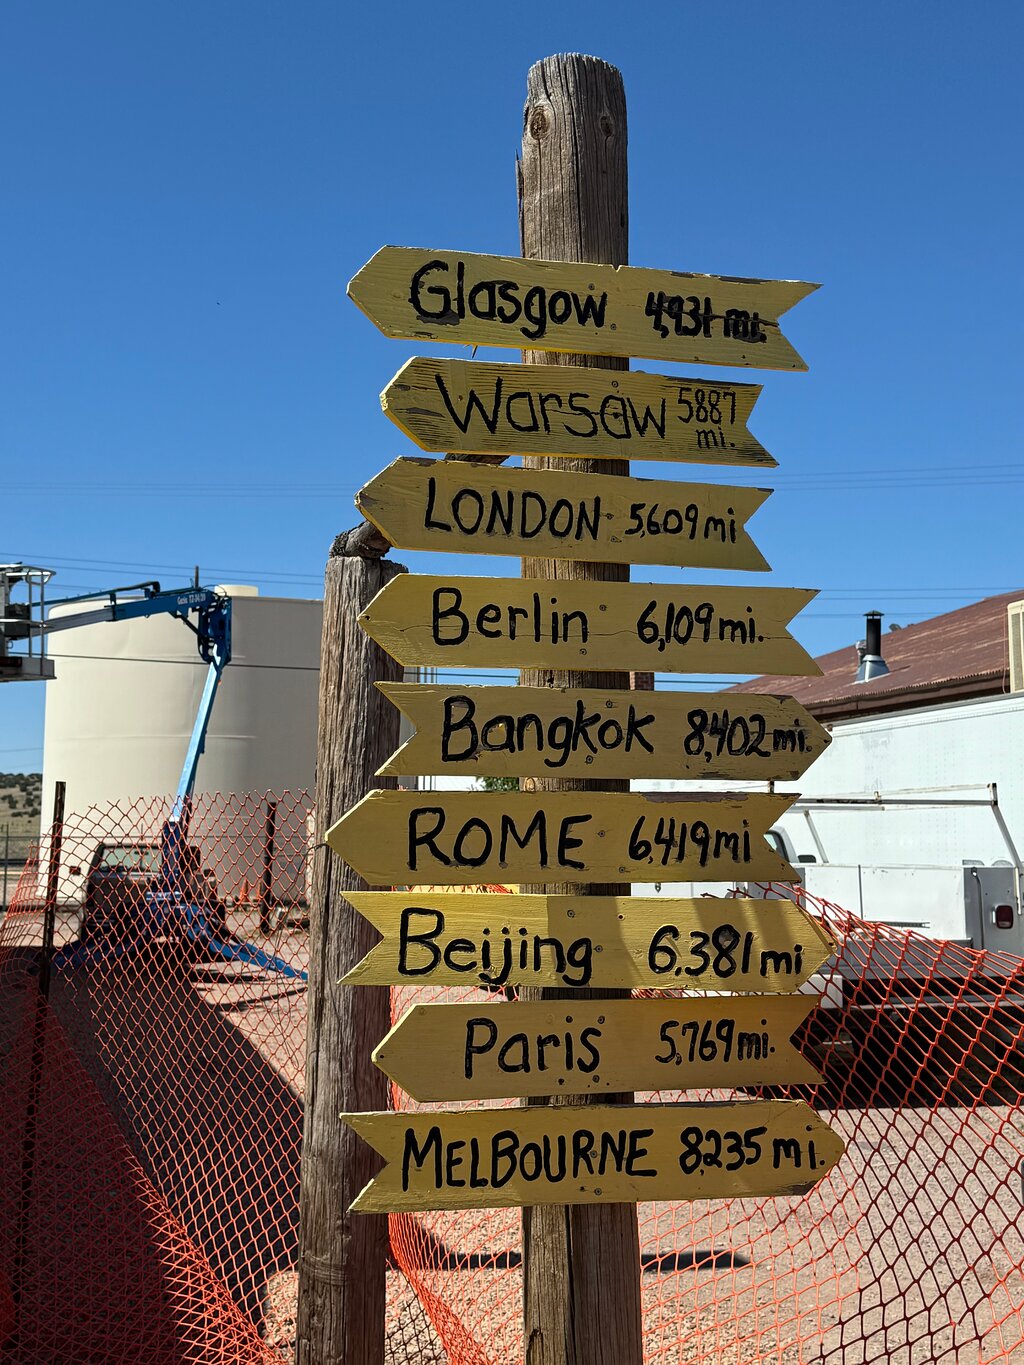 Glasgow 4,931 mi.
Warsaw 5887
mi.
LONDON 5,609 mi
Berlin 6,109 mi.
Bangkok 8,402 mi.
ROME 6,419 mi
Beijing 6,381 mi
Paris 5,769 mi.
MELBOURNE 8,235 mi.